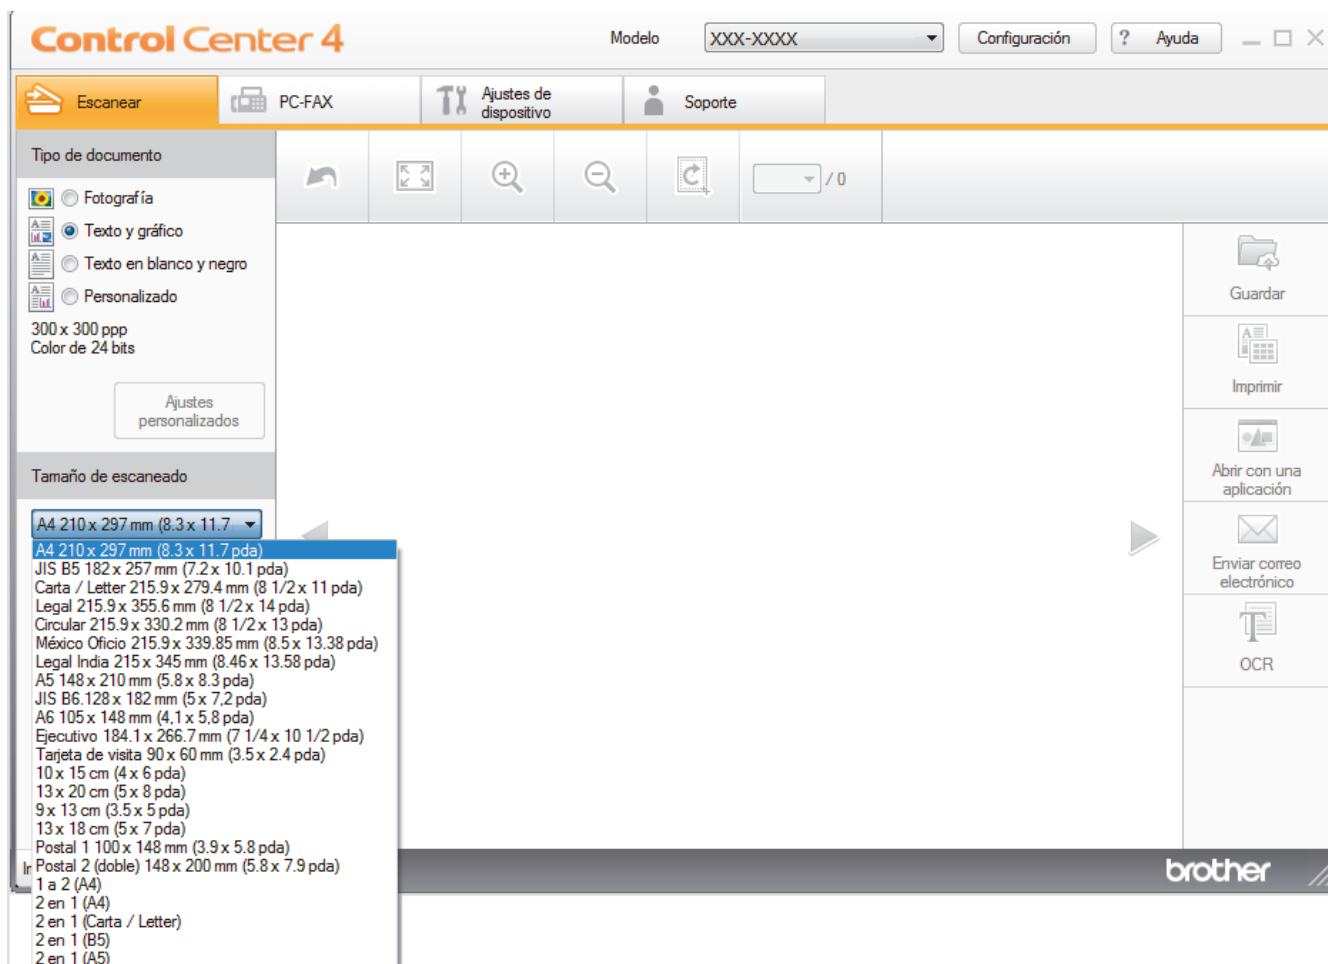 Control Center 4
Modelo
XXX-XXXX
Configuración
? Ayuda
Escanear
PC-FAX
Ajustes de
dispositivo
Soporte
Tipo de documento
/ 0
Fotografía
Texto y gráfico
Texto en blanco y negro
Personalizado
300 x 300 ppp
Color de 24 bits
Ajustes
personalizados
Tamaño de escaneado
A4 210 x 297 mm (8.3 x 11.7
A4 210 x 297 mm (8.3 x 11.7 pda)
JIS B5 182 x 257 mm (7.2 x 10.1 pda)
Carta / Letter 215.9 x 279.4 mm (8 1/2 x 11 pda)
Legal 215.9 x 355.6 mm (8 1/2 x 14 pda)
Circular 215.9 x 330.2 mm (8 1/2 x 13 pda)
México Oficio 215.9 x 339.85 mm (8.5 x 13.38 pda)
Legal India 215 x 345 mm (8.46 x 13.58 pda)
A5 148 x 210 mm (5.8 x 8.3 pda)
JIS B6.128 x 182 mm (5 x 7,2 pda)
A6 105 x 148 mm (4,1 x 5,8 pda)
Ejecutivo 184.1 x 266.7 mm (7 1/4 x 10 1/2 pda)
Tarjeta de visita 90 x 60 mm (3.5 x 2.4 pda)
10 x 15 cm (4 x 6 pda)
13 x 20 cm (5 x 8 pda)
9 x 13 cm (3.5 x 5 pda)
13 x 18 cm (5 x 7 pda)
Postal 1 100 x 148 mm (3.9 x 5.8 pda)
Postal 2 (doble) 148 x 200 mm (5.8 x 7.9 pda)
1 a 2 (A4)
2 en 1 (A4)
2 en 1 (Carta / Letter)
2 en 1 (B5)
2 en 1 (A5)
Guardar
Imprimir
Abrir con una
aplicación
Enviar correo
electrónico
OCR
brother